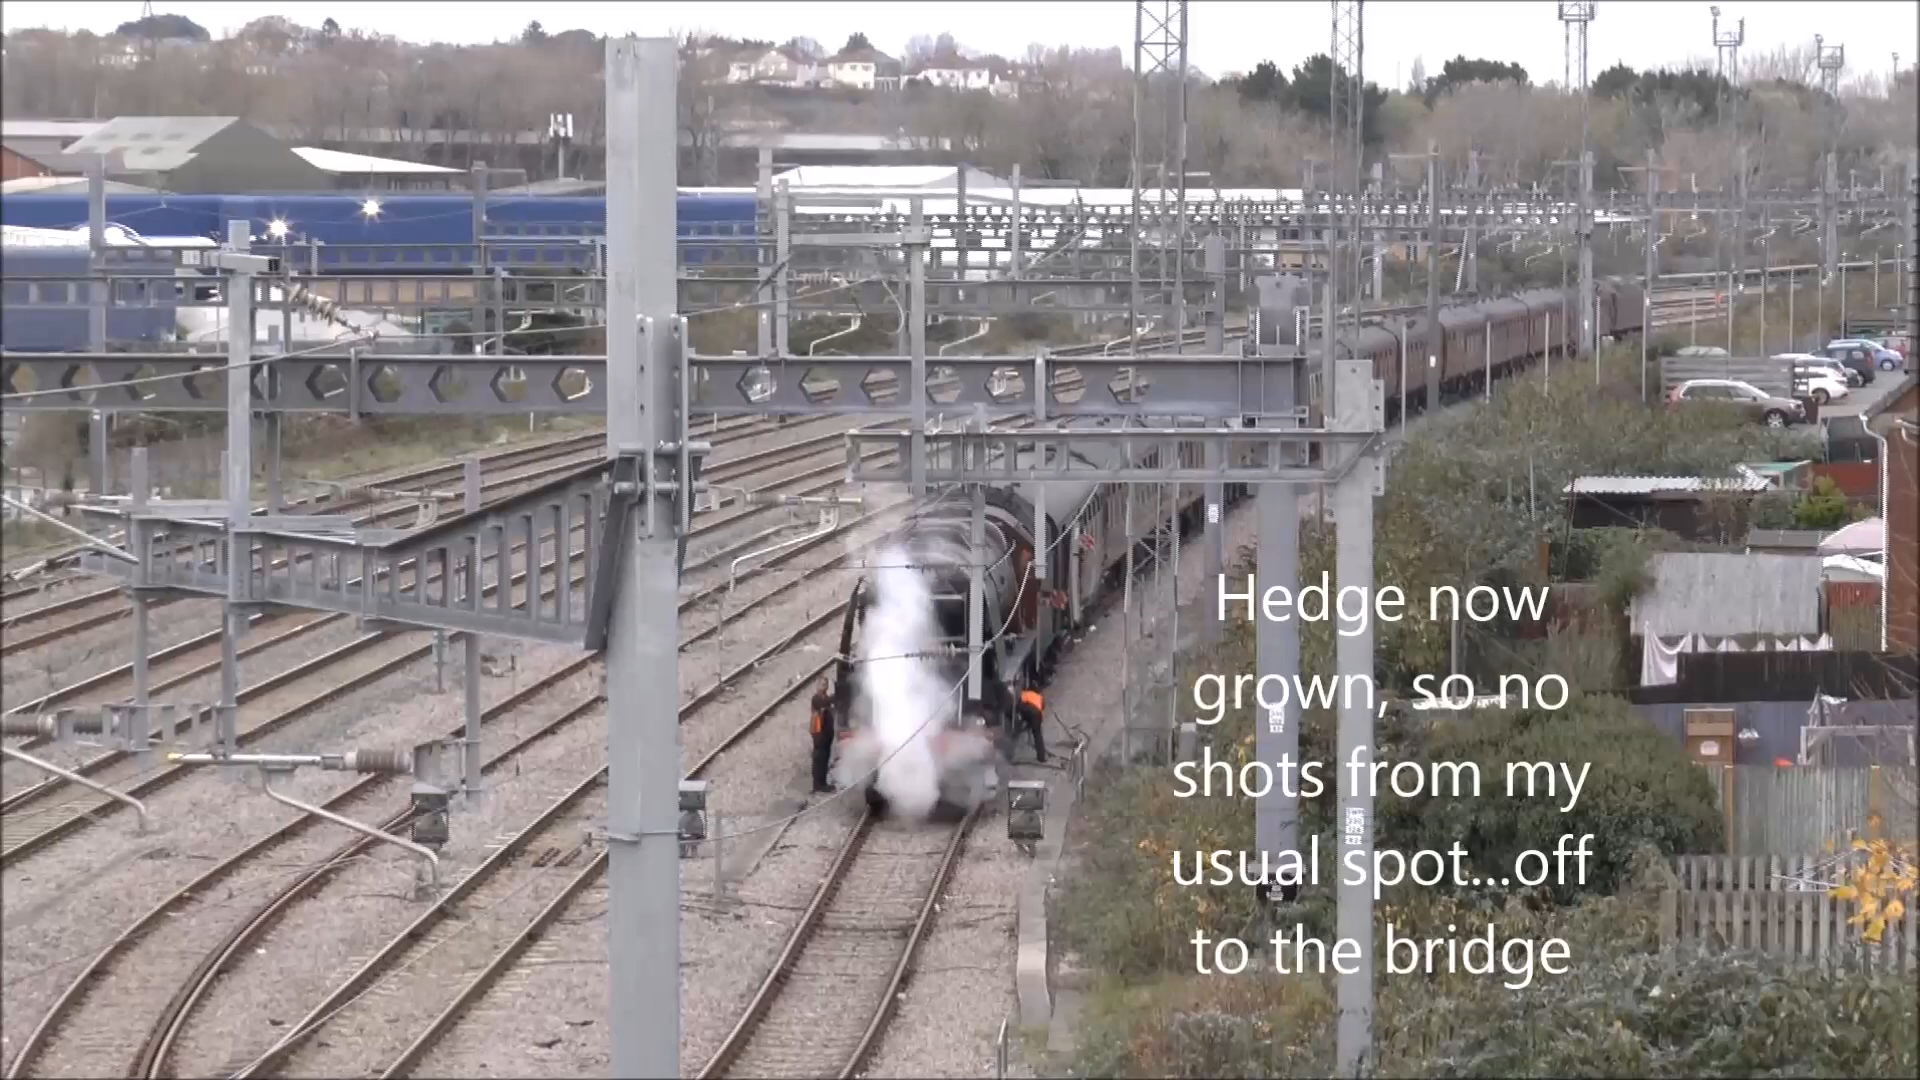 Hedge now
grown, so no
shots from my
usual spot...off
to the bridge